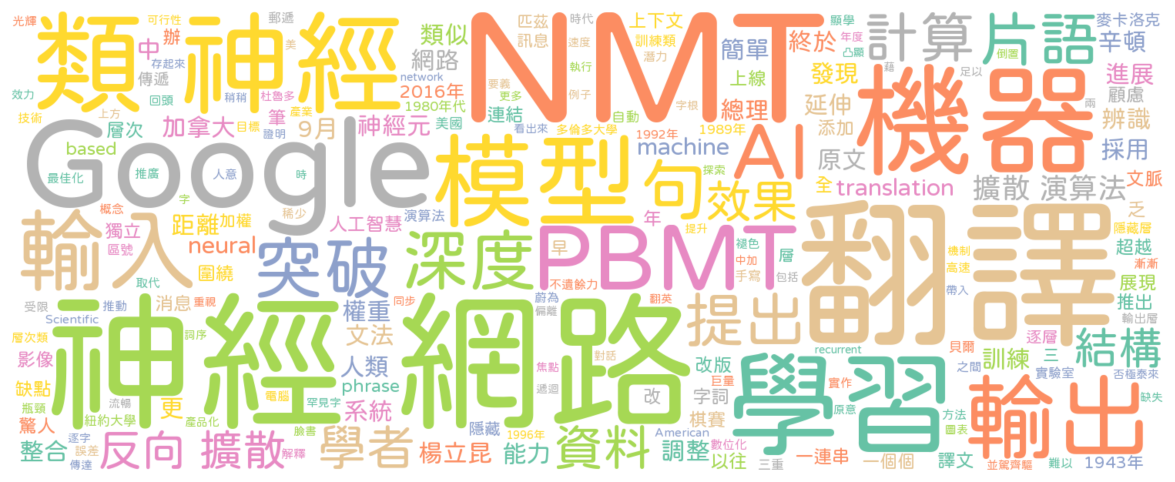 光輝
可行性
郵遞
類神經
中
辦
傳遞
存起來
效力
稍稍
杜魯多
回頭
技術
上方
層次
美
產業
based
加拿大
目標
筆
證明
9月
類似
網路
network
2016年
1980年代
連結
神經元
美國
NMT
匹茲
時代
訊息
速度
要義
執行
更多
例子
看出來
上下文
訓練類
潛力
字根
自動
多倫多大學
1992年
machine
簡單
上線
總理
1989年
顯學
年度
凸顯
終於
發現
延伸
添加
計算
倒置
藉
足以
片語
麥卡洛克
辛頓
進展
顧慮
辨識
兩
採用
機器
AI
原文
擴散 演算法
文脈
translation
Google
最佳化
推廣
人意
時
字
稀少
模型
句
探索
效果
全
年
提升
人工智慧
演算法
輸入
概念
獨立
區號
距離
加權
neural
圍繞
取代
突破
深度
PBMT
早
褪色
中加
手寫
層
包括
翻譯
乏
隱藏層
超越
機制
高速
漸漸
帶入
展現
推出
輸出層
受限
推動
消息
重視
權重
同步
不遺餘力
蔚為
偏離
翻英
提出
Scientific
詞序
層次類
文法
神經網路
影像
人類
缺點
phrase
瓶頸
流暢
電腦
罕見字
系統
驚人
紐約大學
產品化
更
焦點
對話
遞迴
改版
巨量
改
字詞
棋賽
recurrent
實作
原意
學習
逐層
貝爾
訓練
三
之間
實驗室
結構
否極泰來
方法
圖表
輸出
缺失
整合
逐字
誤差
傳達
反向 擴散
臉書
解釋
學者
1996年
隱藏
楊立昆
能力
資料
American
調整
數位化
以往
三重
一連串
一個個
譯文
並駕齊驅
難以
1943年